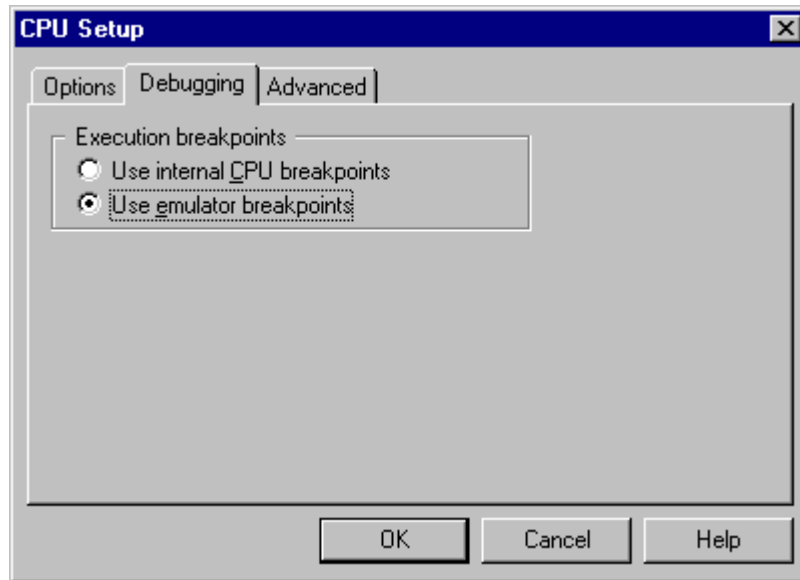 CPU Setup
Options Debugging Advanced
Execution breakpoints
Use internal CPU breakpoints
Use emulator breakpoints
OK Cancel Help